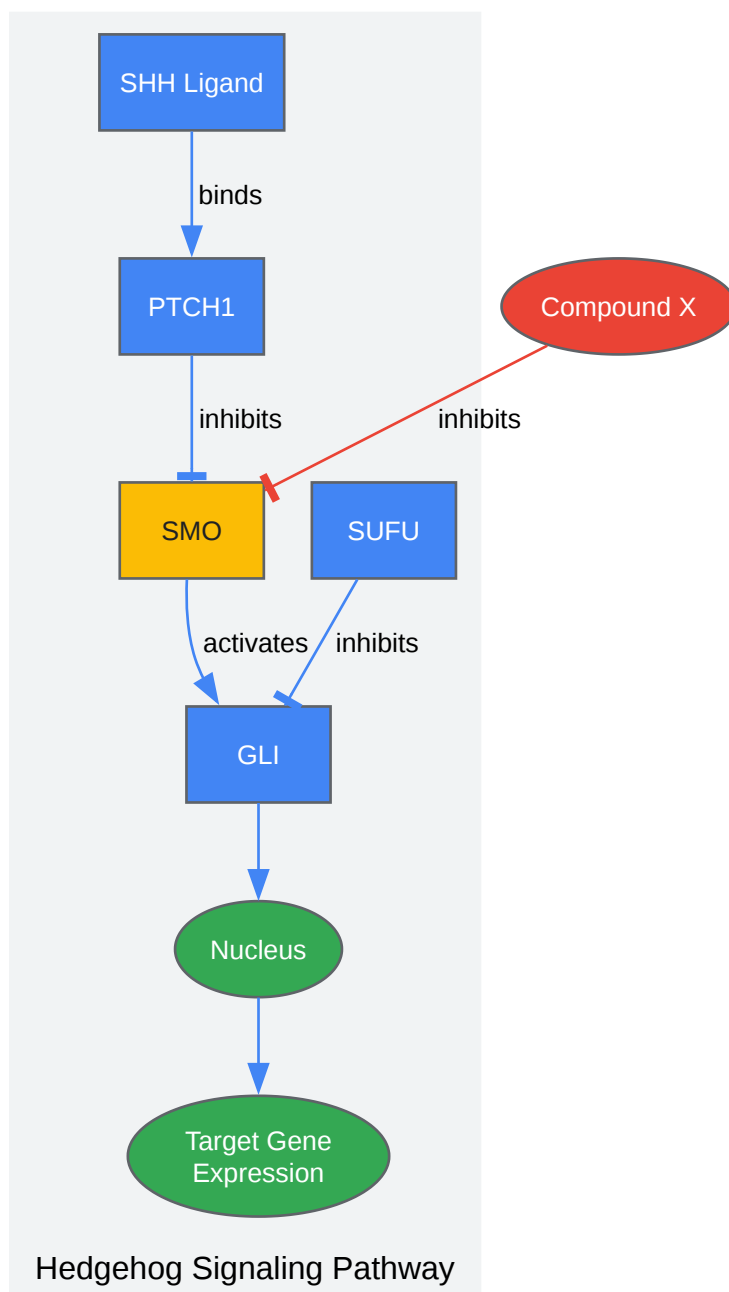 SHH Ligand
binds
PTCH1
Compound X
inhibits
inhibits
SMO
SUFU
activates
inhibits
GLI
Nucleus
Target Gene
Expression
Hedgehog Signaling Pathway